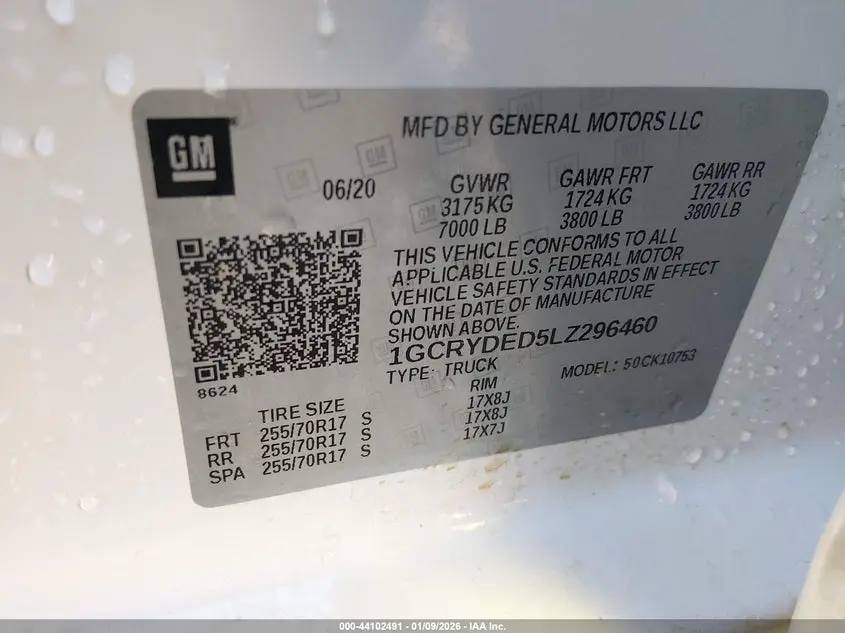 GM
MFD BY GENERAL MOTORS LLC
06/20
GVWR GAWR FRT GAWR RR
3175 KG 1724 KG 1724 KG
7000 LB 3800 LB 3800 LB
THIS VEHICLE CONFORMS TO ALL
APPLICABLE U.S. FEDERAL MOTOR
VEHICLE SAFETY STANDARDS IN EFFECT
ON THE DATE OF MANUFACTURE
SHOWN ABOVE.
1GCRYDED5LZ296460
TYPE: TRUCK MODEL: 50CK10753
8624
TIRE SIZE RIM
FRT 255/70R17 S 17X8J
RR 255/70R17 S 17X8J
SPA 255/70R17 S 17X7J
000-44102491 - 01/09/2026 - IAA Inc.